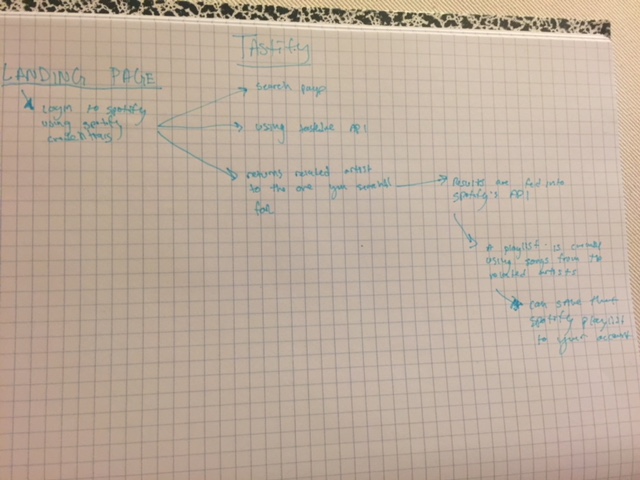 Tastify
LANDING PAGE
Login to spotify
using spotify
credentials
search page
using tastekid API
returns related artist
to the one you searched
for
Results are fed into
spotify's API
A playlist is created
using songs from the
related artists
can save that
spotify playlist
to your account